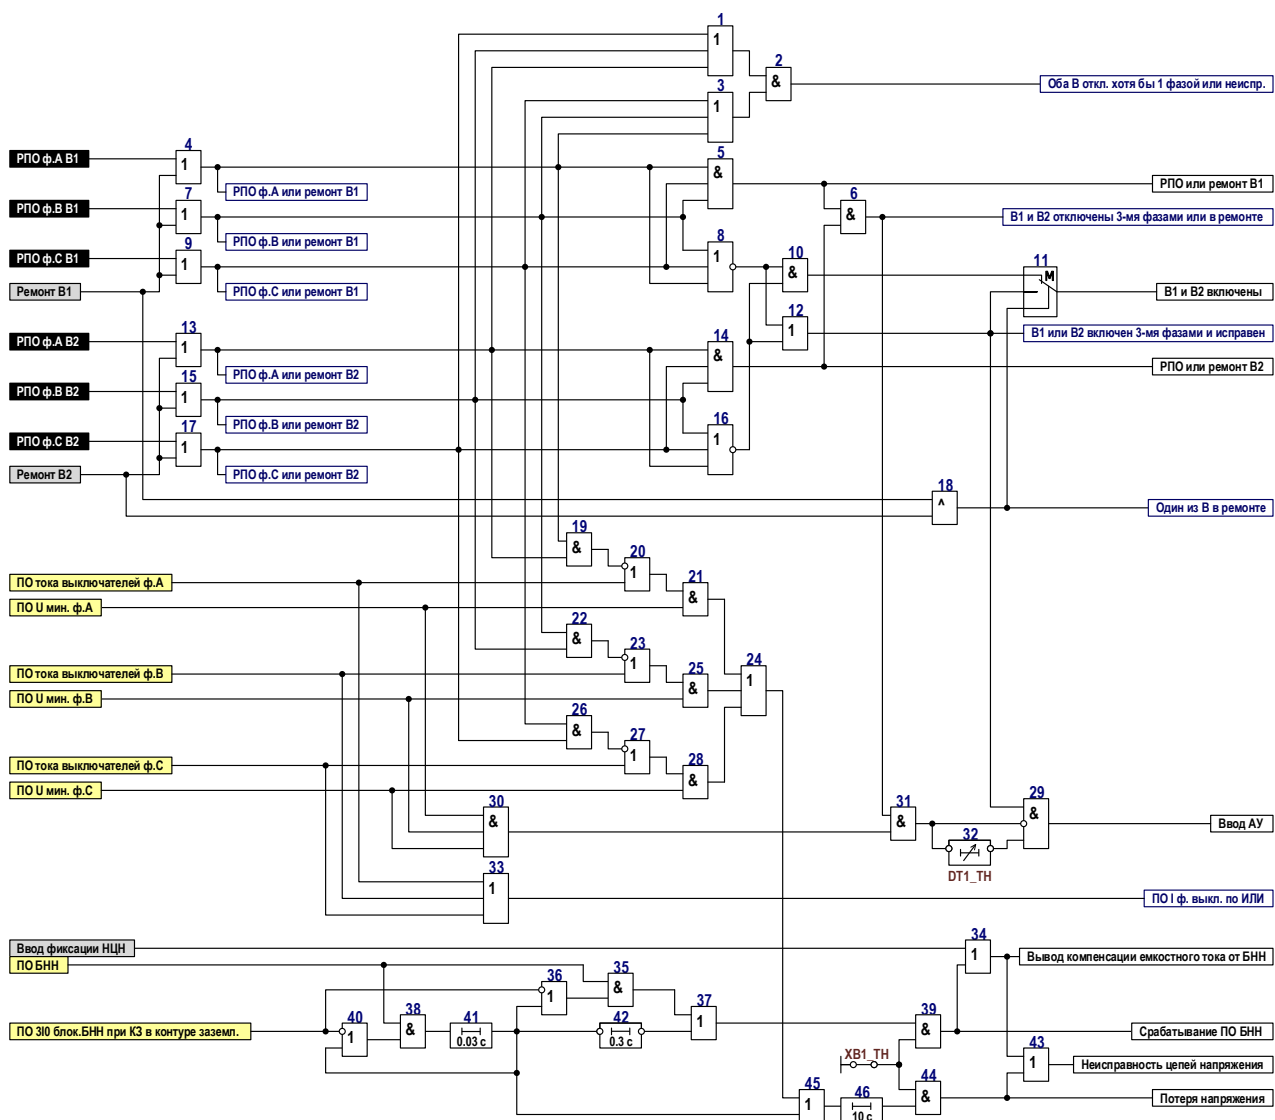 1
1
2
&
Оба В откл. хотя бы 1 фазой или неиспр.
3
1
РПО ф.А В1
4
1
РПО ф.А или ремонт В1
5
&
РПО или ремонт В1
РПО ф.В В1
7
1
РПО ф.В или ремонт В1
6
&
В1 и В2 отключены 3-мя фазами или в ремонте
РПО ф.С В1
9
1
РПО ф.С или ремонт В1
8
1
10
&
11
М
В1 и В2 включены
Ремонт В1
12
1
В1 или В2 включен 3-мя фазами и исправен
РПО ф.А В2
13
1
РПО ф.А или ремонт В2
14
&
РПО или ремонт В2
РПО ф.В В2
15
1
РПО ф.В или ремонт В2
16
1
РПО ф.С В2
17
1
РПО ф.С или ремонт В2
Ремонт В2
18
^
Один из В в ремонте
19
&
20
1
ПО тока выключателей ф.А
21
&
ПО U мин. ф.А
22
&
23
1
ПО тока выключателей ф.В
24
1
25
&
ПО U мин. ф.В
26
&
27
1
ПО тока выключателей ф.С
28
&
ПО U мин. ф.С
30
&
31
&
29
&
Ввод АУ
32
DT1_TH
33
1
ПО I ф. выкл. по ИЛИ
Ввод фиксации НЦН
34
1
Вывод компенсации емкостного тока от БНН
ПО БНН
35
&
36
1
37
1
ПО 3I0 блок.БНН при КЗ в контуре заземл.
40
1
38
&
41
0.03 с
42
0.3 с
39
&
Срабатывание ПО БНН
XB1_TH
43
1
Неисправность цепей напряжения
45
1
46
10 с
44
&
Потеря напряжения